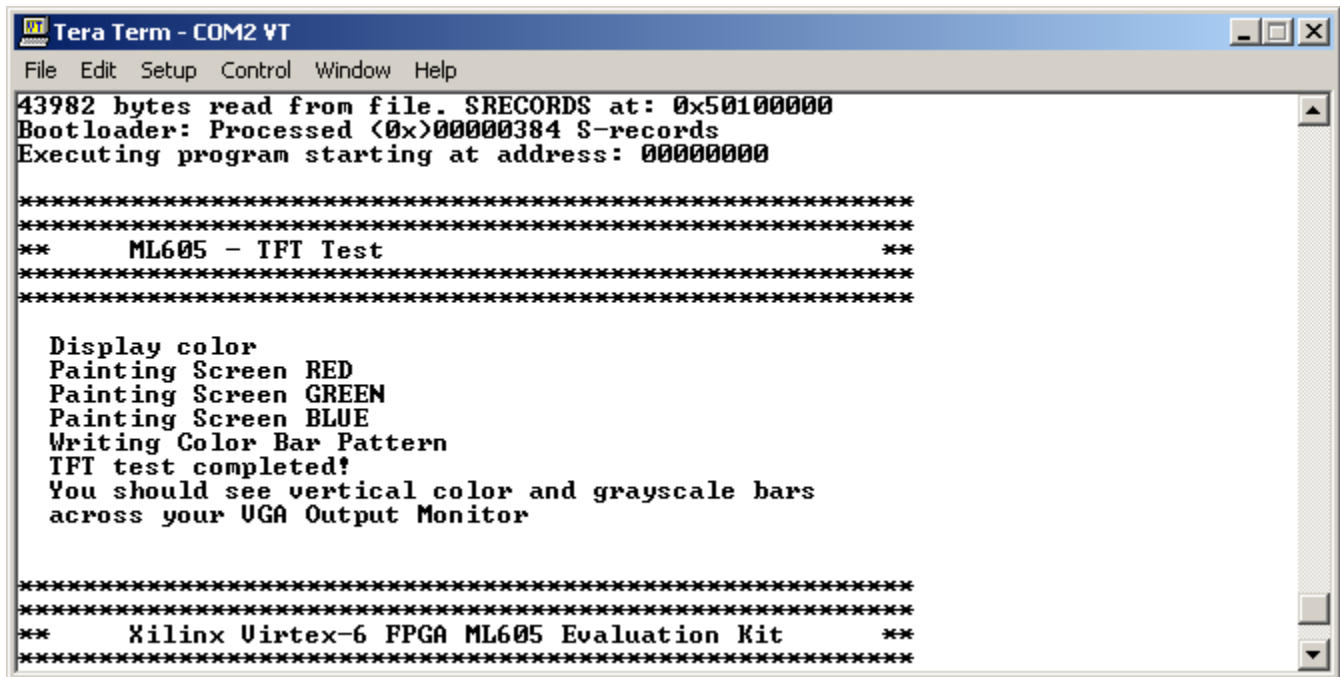 Tera Term - COM2 VT
File Edit Setup Control Window Help
43982 bytes read from file. SRECORDS at: 0x50100000
Bootloader: Processed (0x)00000384 S-records
Executing program starting at address: 00000000
********************************************************
********************************************************
**     ML605 - TFT Test                               **
********************************************************
********************************************************
Display color
Painting Screen RED
Painting Screen GREEN
Painting Screen BLUE
Writing Color Bar Pattern
TFT test completed!
You should see vertical color and grayscale bars
across your VGA Output Monitor
********************************************************
********************************************************
**     Xilinx Virtex-6 FPGA ML605 Evaluation Kit      **
********************************************************